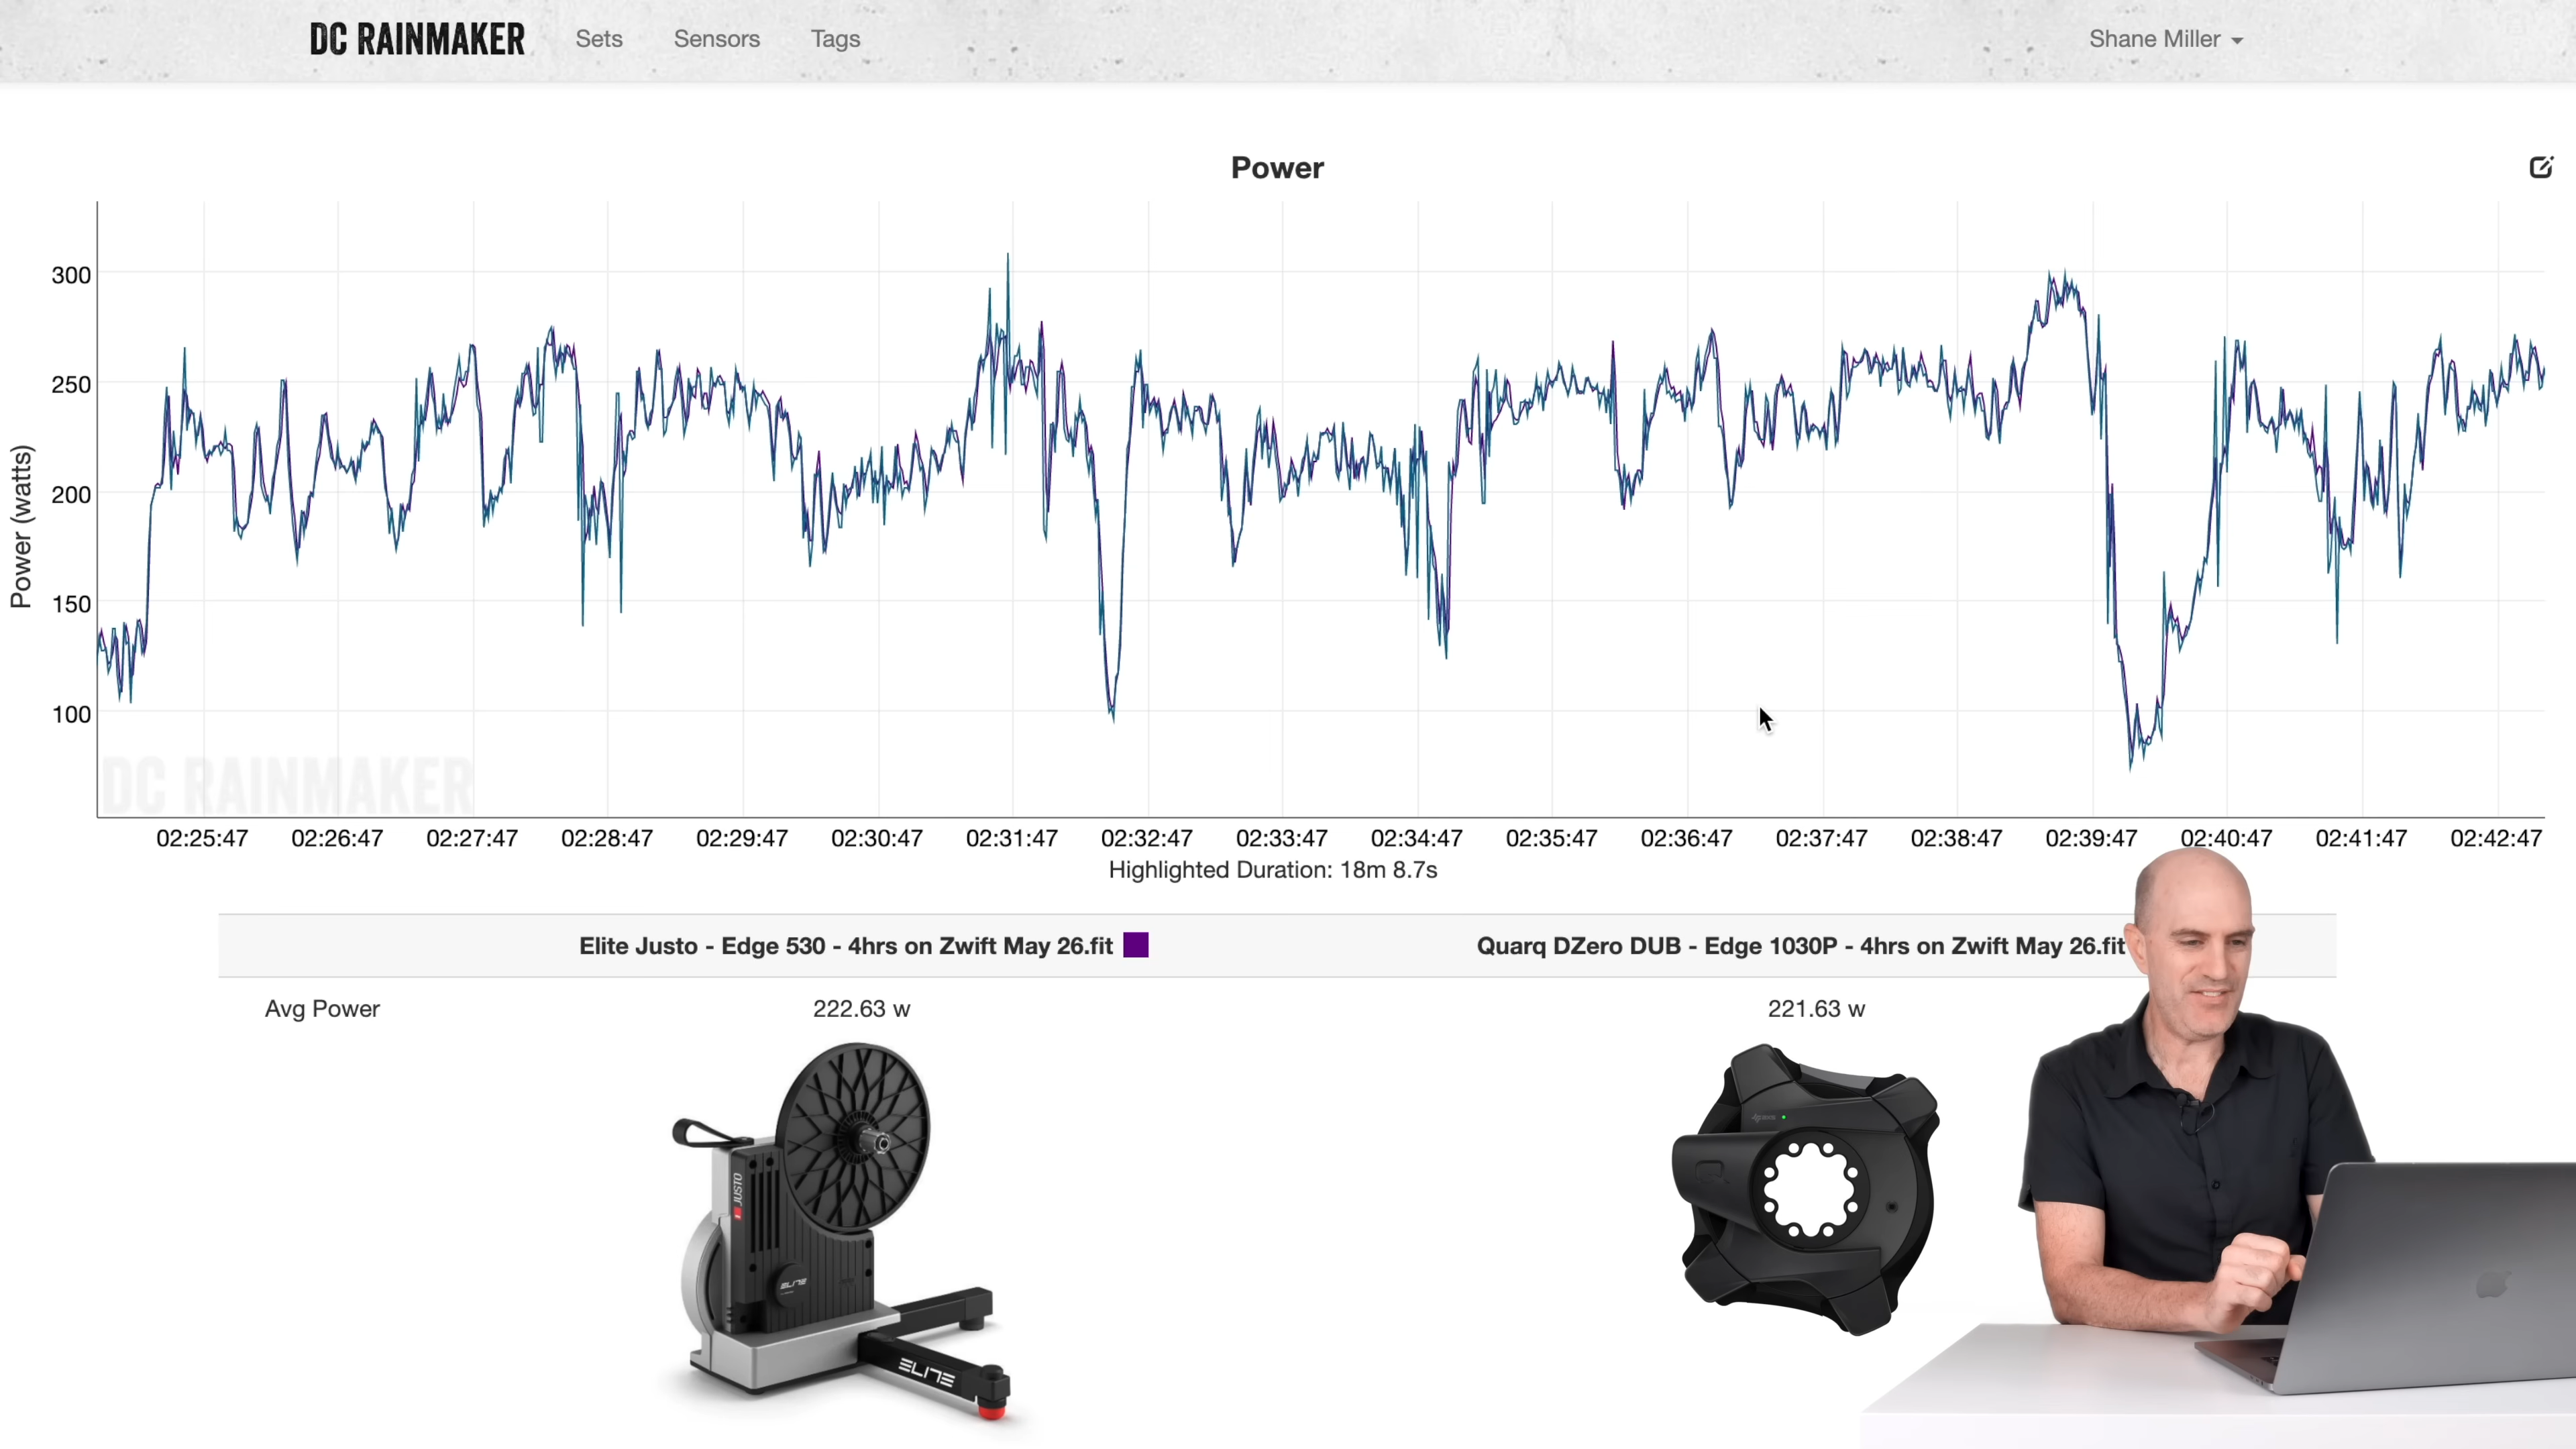 DC RAINMAKER Sets Sensors Tags Shane Miller
Power
Power (watts)
300
250
200
150
100
DC RAINMAKER
02:25:47 02:26:47 02:27:47 02:28:47 02:29:47 02:30:47 02:31:47 02:32:47 02:33:47 02:34:47 02:35:47 02:36:47 02:37:47 02:38:47 02:39:47 02:40:47 02:41:47 02:42:47
Highlighted Duration: 18m 8.7s
Elite Justo - Edge 530 - 4hrs on Zwift May 26.fit Quarq DZero DUB - Edge 1030P - 4hrs on Zwift May 26.fit
Avg Power 222.63 w 221.63 w
JUSTO
ELITE
ELITE